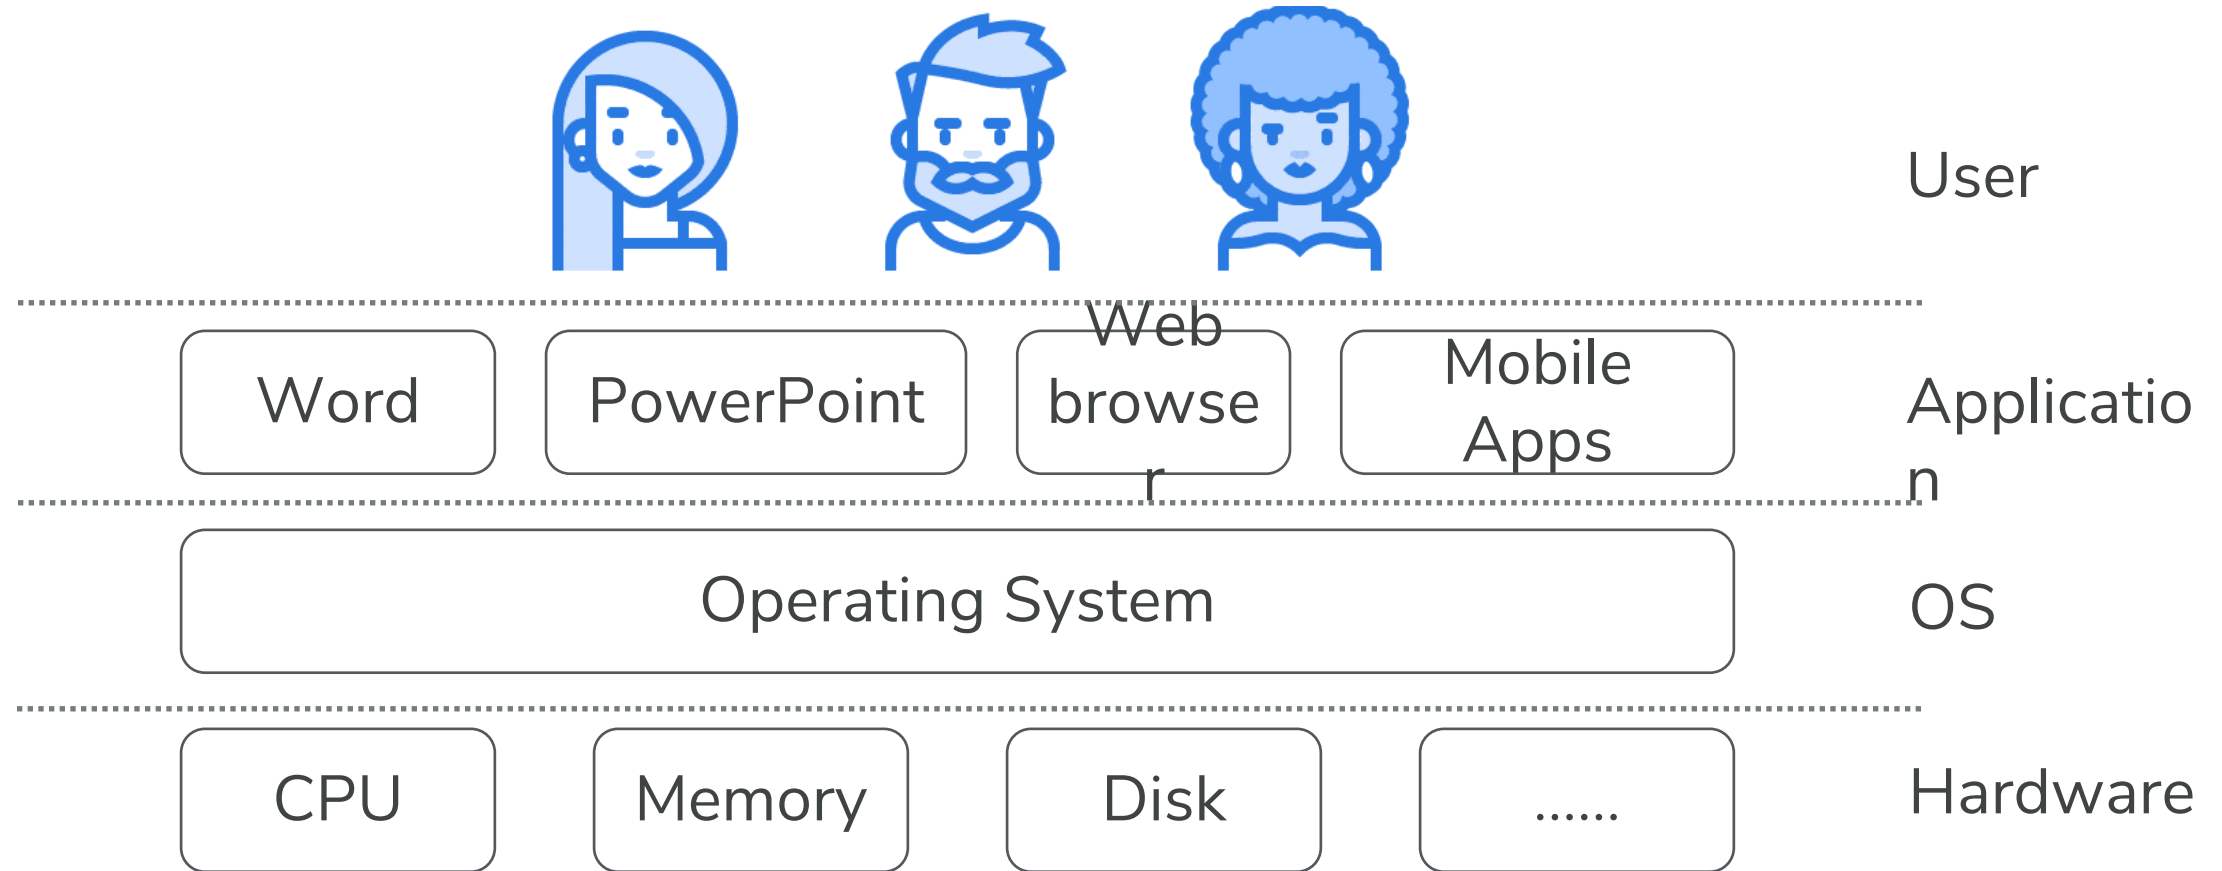 User
Word
PowerPoint
Web
browse
r
Mobile
Apps
Applicatio
n
Operating System
OS
CPU
Memory
Disk
......
Hardware